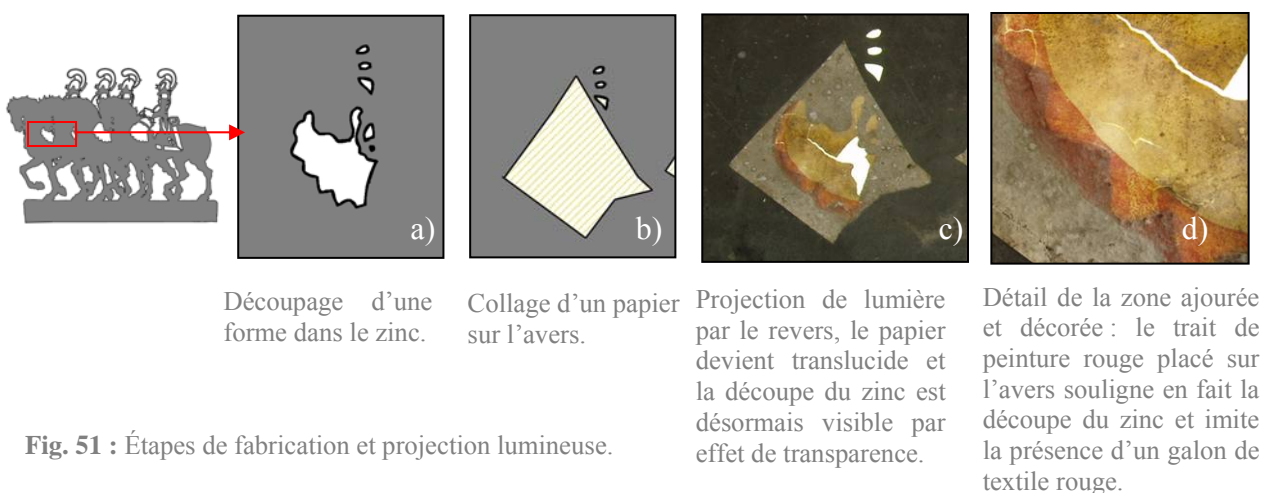 a)
b)
c)
d)
Découpage d’une
forme dans le zinc.
Collage d’un papier
sur l’avers.
Projection de lumière
par le revers, le papier
devient translucide et
la découpe du zinc est
désormais visible par
effet de transparence.
Détail de la zone ajourée
et décorée : le trait de
peinture rouge placé sur
l’avers souligne en fait la
découpe du zinc et imite
la présence d’un galon de
textile rouge.
Fig. 51 : Étapes de fabrication et projection lumineuse.